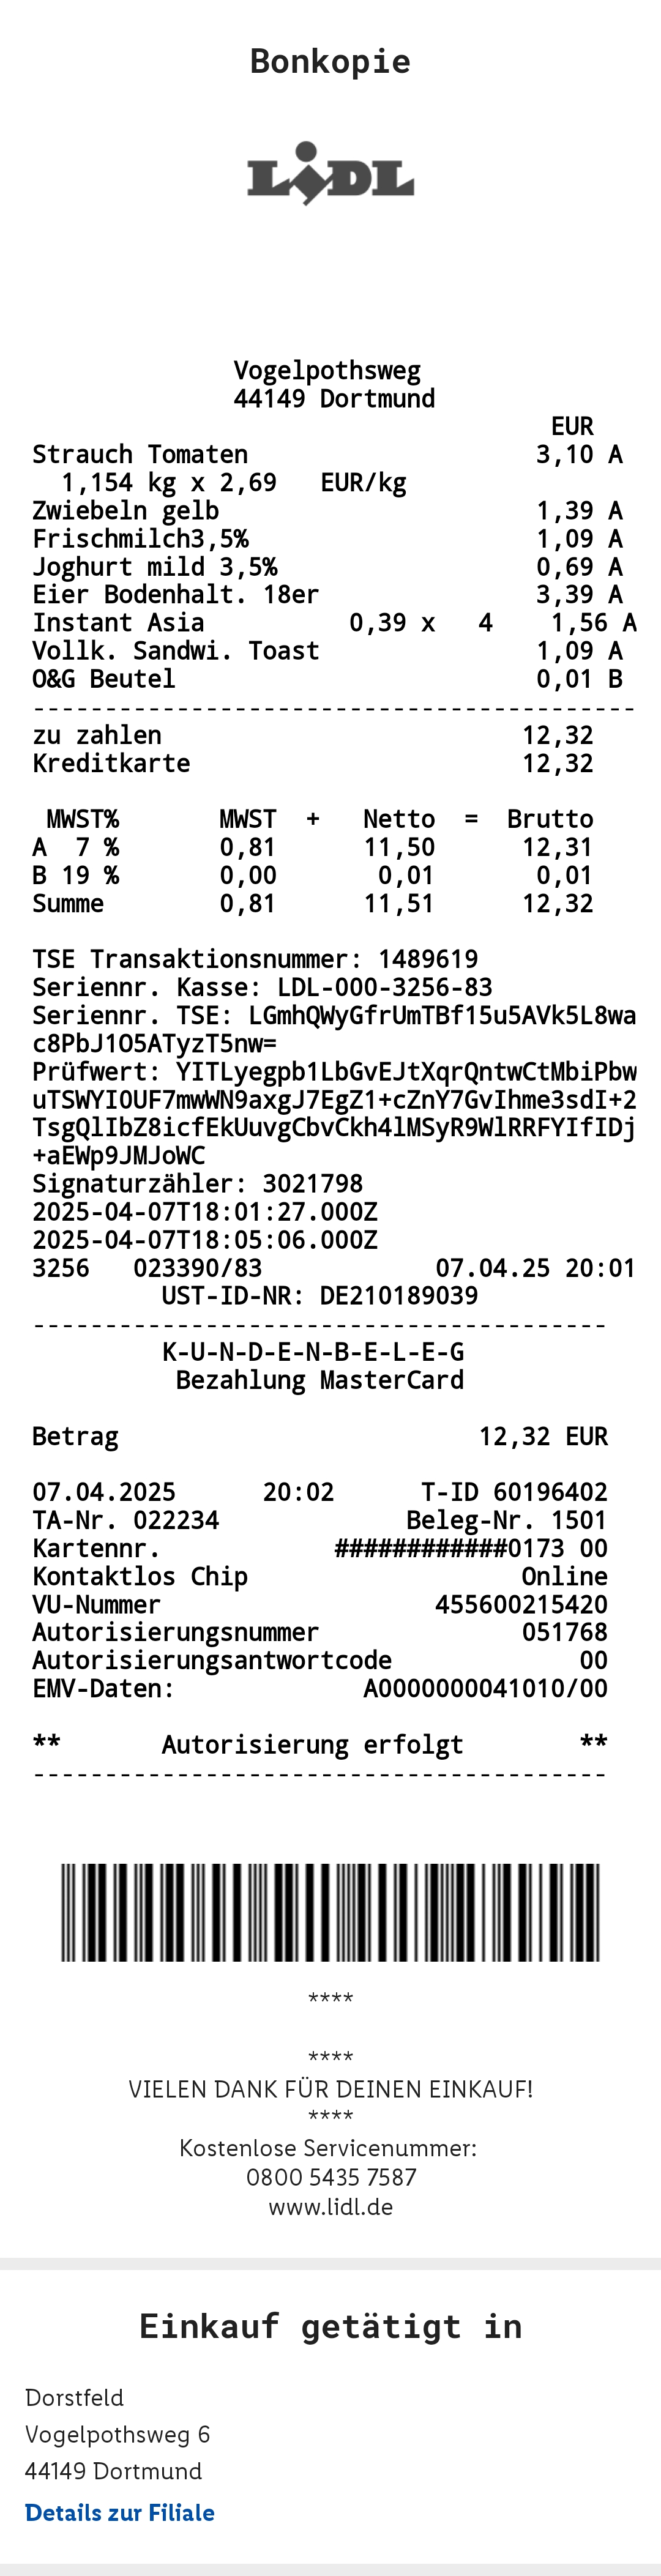 Bonkopie
LIDL
Vogelpothsweg
44149 Dortmund
EUR
Strauch Tomaten 3,10 A
1,154 kg x 2,69 EUR/kg
Zwiebeln gelb 1,39 A
Frischmilch3,5% 1,09 A
Joghurt mild 3,5% 0,69 A
Eier Bodenhalt. 18er 3,39 A
Instant Asia 0,39 x 4 1,56 A
Vollk. Sandwi. Toast 1,09 A
O&G Beutel 0,01 B
------------------------------------------
zu zahlen 12,32
Kreditkarte 12,32
MWST% MWST + Netto = Brutto
A 7 % 0,81 11,50 12,31
B 19 % 0,00 0,01 0,01
Summe 0,81 11,51 12,32
TSE Transaktionsnummer: 1489619
Seriennr. Kasse: LDL-000-3256-83
Seriennr. TSE: LGmhQWyGfrUmTBf15u5AVk5L8wa
c8PbJ1O5ATyzT5nw=
Prüfwert: YITLyegpb1LbGvEJtXqrQntwCtMbiPbw
uTSWYI0UF7mwWN9axgJ7EgZ1+cZnY7GvIhme3sdI+2
TsgQlIbZ8icfEkUuvgCbvCkh4lMSyR9WlRRFYIfIDj
+aEWp9JMJoWC
Signaturzähler: 3021798
2025-04-07T18:01:27.000Z
2025-04-07T18:05:06.000Z
3256 023390/83 07.04.25 20:01
UST-ID-NR: DE210189039
----------------------------------------
K-U-N-D-E-N-B-E-L-E-G
Bezahlung MasterCard
Betrag 12,32 EUR
07.04.2025 20:02 T-ID 60196402
TA-Nr. 022234 Beleg-Nr. 1501
Kartennr. ############0173 00
Kontaktlos Chip Online
VU-Nummer 455600215420
Autorisierungsnummer 051768
Autorisierungsantwortcode 00
EMV-Daten: A0000000041010/00
** Autorisierung erfolgt **
----------------------------------------
****
****
VIELEN DANK FÜR DEINEN EINKAUF!
****
Kostenlose Servicenummer:
0800 5435 7587
www.lidl.de
Einkauf getätigt in
Dorstfeld
Vogelpothsweg 6
44149 Dortmund
Details zur Filiale